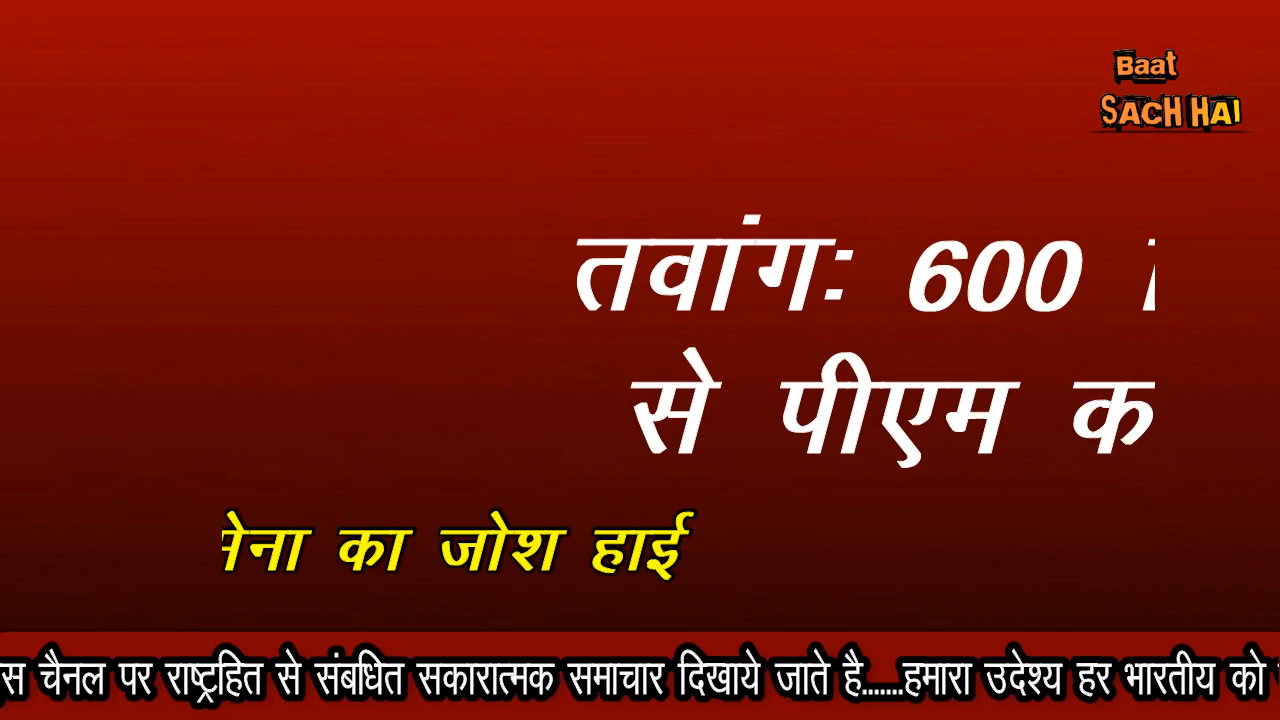 Baat
SACH HAI
तवांग: 600
से पीएम क
सेना का जोश हाई
चैनल पर राष्ट्रहित से संबधित सकारात्मक समाचार दिखाये जाते है.......हमारा उदेश्य हर भारतीय को